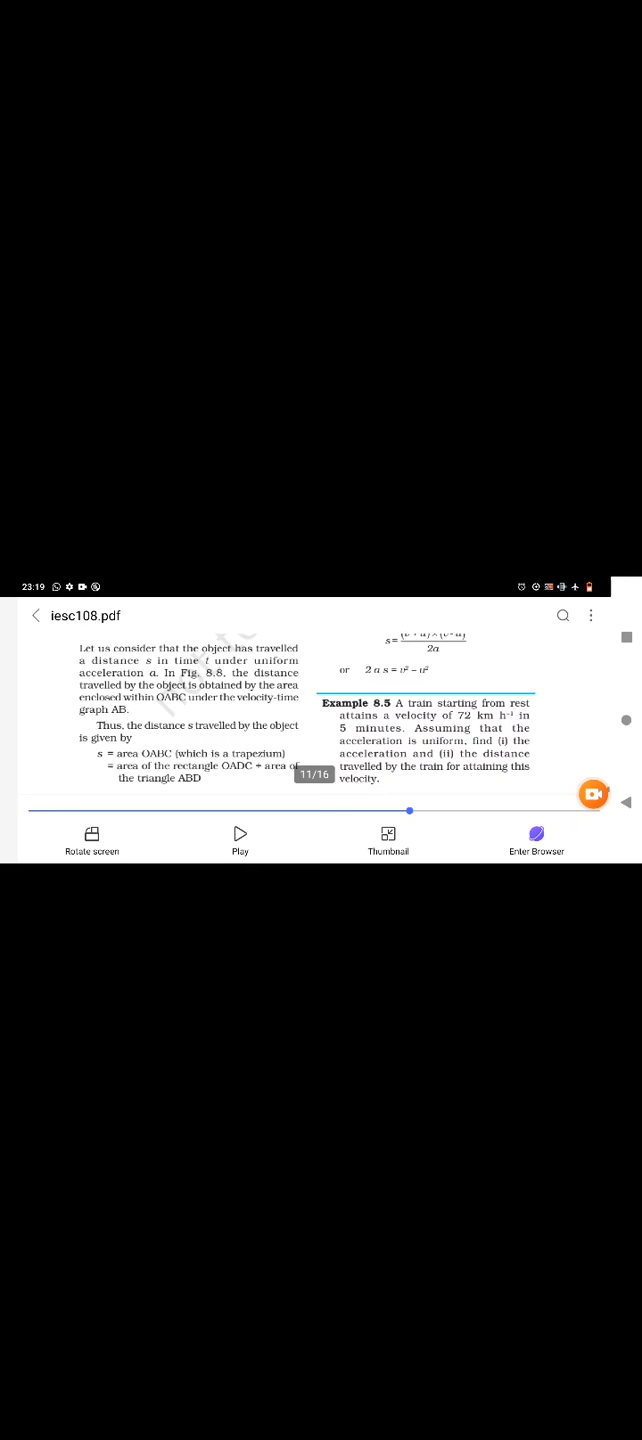 23:19
iesc108.pdf
Let us consider that the object has travelled
a distance s in time t under uniform
acceleration a. In Fig. 8.8, the distance
travelled by the object is obtained by the area
enclosed within OABC under the velocity-time
graph AB.
Thus, the distance s travelled by the object
is given by
s = area OABC (which is a trapezium)
= area of the rectangle OADC + area of
the triangle ABD
s =
2a
or 2 a s = v² – u²
Example 8.5 A train starting from rest
attains a velocity of 72 km h⁻¹ in
5 minutes. Assuming that the
acceleration is uniform, find (i) the
acceleration and (ii) the distance
travelled by the train for attaining this
velocity.
11/16
Rotate screen
Play
Thumbnail
Enter Browser